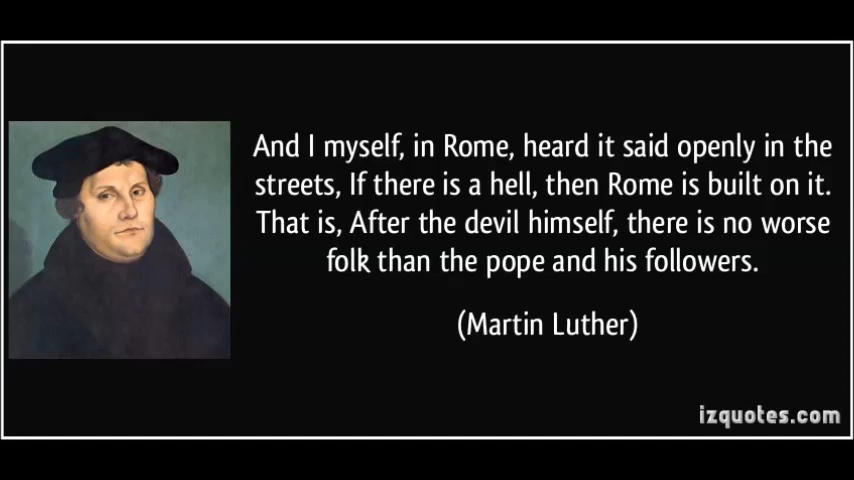 And I myself, in Rome, heard it said openly in the
streets, If there is a hell, then Rome is built on it.
That is, After the devil himself, there is no worse
folk than the pope and his followers.
(Martin Luther)
izquotes.com